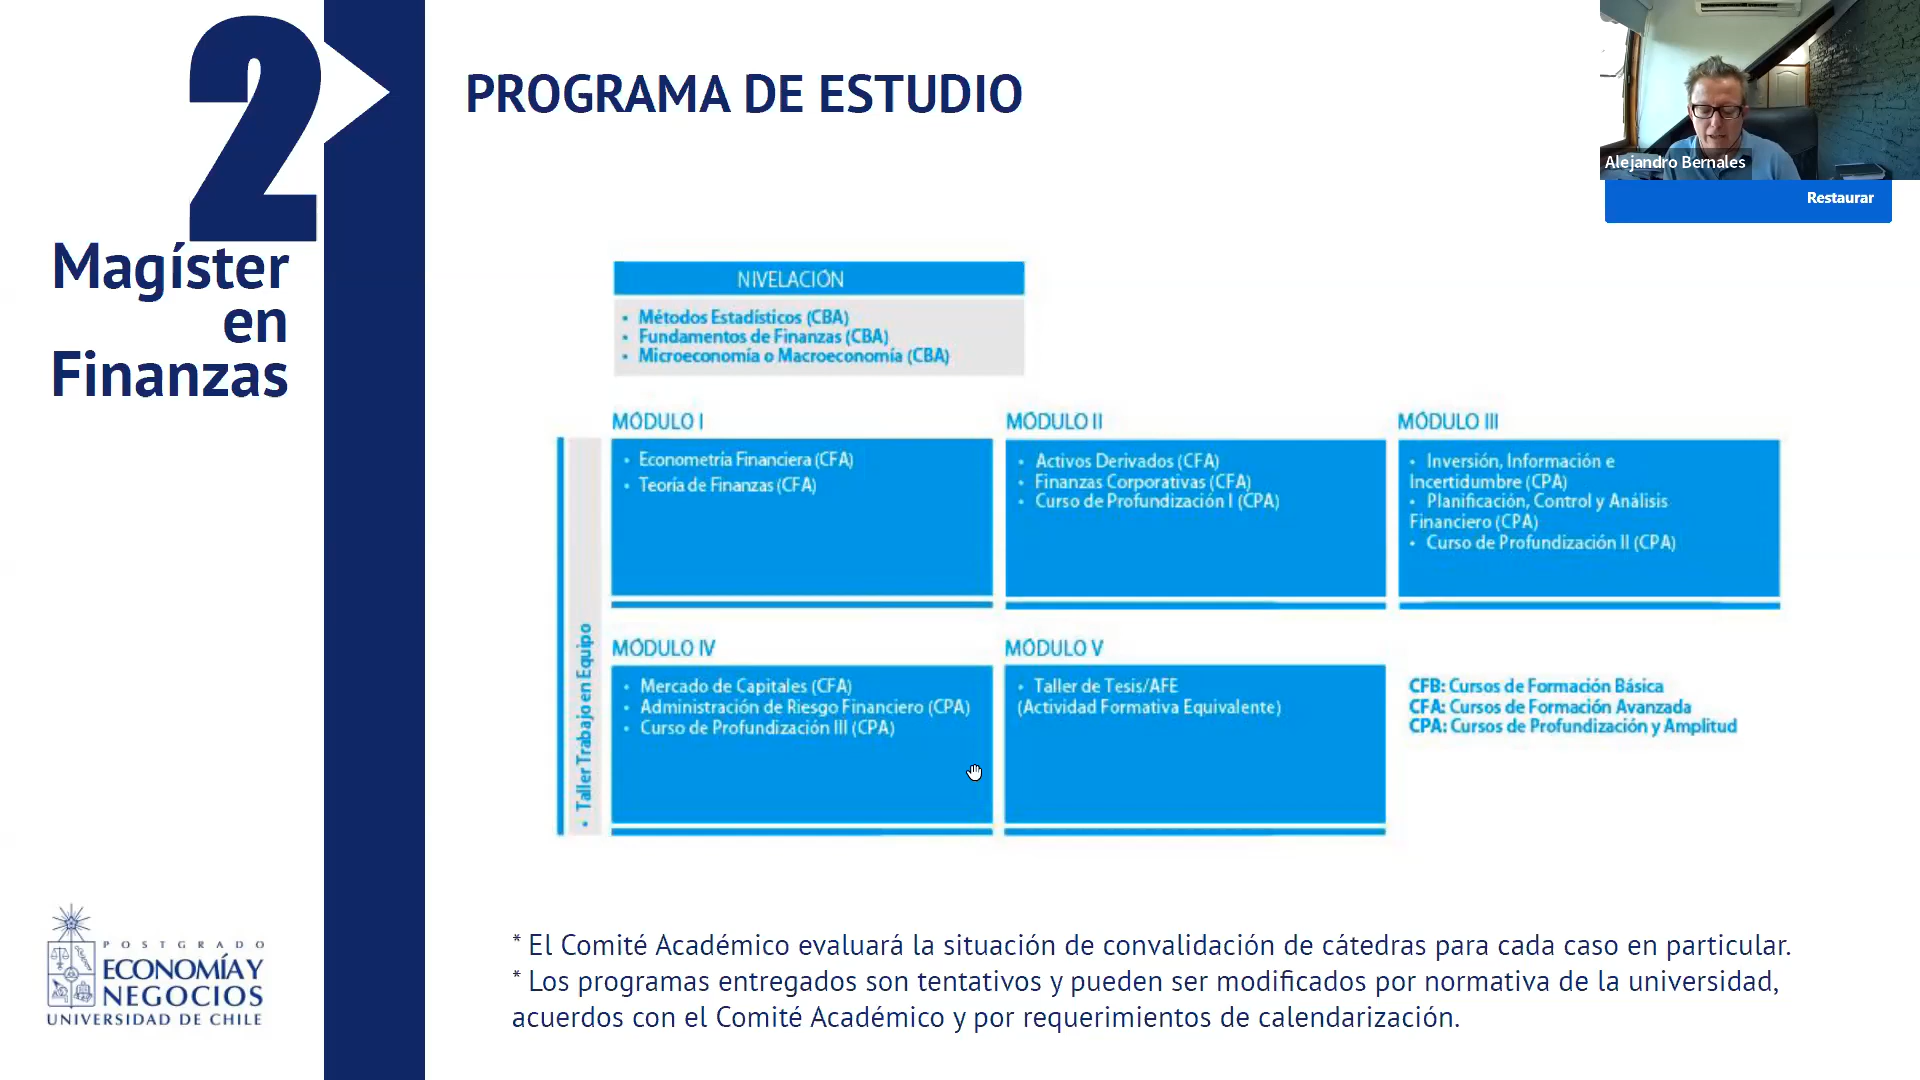 2
Magíster
en
Finanzas
PROGRAMA DE ESTUDIO
Alejandro Bernales
Restaurar
NIVELACIÓN
• Métodos Estadísticos (CBA)
• Fundamentos de Finanzas (CBA)
• Microeconomía o Macroeconomía (CBA)
MÓDULO I
• Econometría Financiera (CFA)
• Teoría de Finanzas (CFA)
MÓDULO II
• Activos Derivados (CFA)
• Finanzas Corporativas (CFA)
• Curso de Profundización I (CPA)
MÓDULO III
• Inversión, Información e
Incertidumbre (CPA)
• Planificación, Control y Análisis
Financiero (CPA)
• Curso de Profundización II (CPA)
• Taller Trabajo en Equipo
MÓDULO IV
• Mercado de Capitales (CFA)
• Administración de Riesgo Financiero (CPA)
• Curso de Profundización III (CPA)
MÓDULO V
• Taller de Tesis/AFE
(Actividad Formativa Equivalente)
CFB: Cursos de Formación Básica
CFA: Cursos de Formación Avanzada
CPA: Cursos de Profundización y Amplitud
* El Comité Académico evaluará la situación de convalidación de cátedras para cada caso en particular.
* Los programas entregados son tentativos y pueden ser modificados por normativa de la universidad,
acuerdos con el Comité Académico y por requerimientos de calendarización.
POSTGRADO
ECONOMÍA Y
NEGOCIOS
UNIVERSIDAD DE CHILE